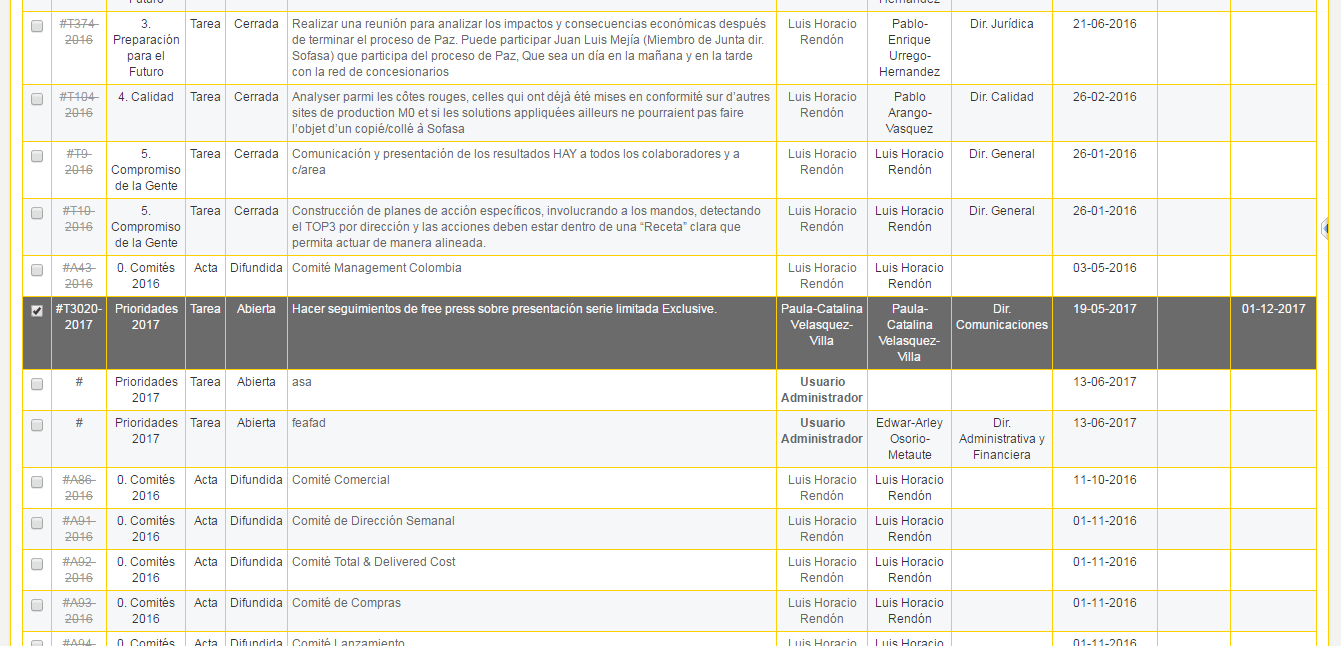 Futuro
Hernandez
#T374-
2016
3.
Preparación
para el
Futuro
Tarea
Cerrada
Realizar una reunión para analizar los impactos y consecuencias económicas después
de terminar el proceso de Paz. Puede participar Juan Luis Mejía (Miembro de Junta dir.
Sofasa) que participa del proceso de Paz, Que sea un día en la mañana y en la tarde
con la red de concesionarios
Luis Horacio
Rendón
Pablo-
Enrique
Urrego-
Hernandez
Dir. Jurídica
21-06-2016
#T104-
2016
4. Calidad
Tarea
Cerrada
Analyser parmi les côtes rouges, celles qui ont déjà été mises en conformité sur d'autres
sites de production M0 et si les solutions appliquées ailleurs ne pourraient pas faire
l'objet d'un copié/collé à Sofasa
Luis Horacio
Rendón
Pablo
Arango-
Vasquez
Dir. Calidad
26-02-2016
#T9-
2016
5.
Compromiso
de la Gente
Tarea
Cerrada
Comunicación y presentación de los resultados HAY a todos los colaboradores y a
c/area
Luis Horacio
Rendón
Luis Horacio
Rendón
Dir. General
26-01-2016
#T10-
2016
5.
Compromiso
de la Gente
Tarea
Cerrada
Construcción de planes de acción específicos, involucrando a los mandos, detectando
el TOP3 por dirección y las acciones deben estar dentro de una “Receta” clara que
permita actuar de manera alineada.
Luis Horacio
Rendón
Luis Horacio
Rendón
Dir. General
26-01-2016
#A43-
2016
0. Comités
2016
Acta
Difundida
Comité Management Colombia
Luis Horacio
Rendón
Luis Horacio
Rendón
03-05-2016
#T3020-
2017
Prioridades
2017
Tarea
Abierta
Hacer seguimientos de free press sobre presentación serie limitada Exclusive.
Paula-Catalina
Velasquez-
Villa
Paula-
Catalina
Velasquez-
Villa
Dir.
Comunicaciones
19-05-2017
01-12-2017
#
Prioridades
2017
Tarea
Abierta
asa
Usuario
Administrador
13-06-2017
#
Prioridades
2017
Tarea
Abierta
feafad
Usuario
Administrador
Edwar-Arley
Osorio-
Metaute
Dir.
Administrativa y
Financiera
13-06-2017
#A86-
2016
0. Comités
2016
Acta
Difundida
Comité Comercial
Luis Horacio
Rendón
Luis Horacio
Rendón
11-10-2016
#A91-
2016
0. Comités
2016
Acta
Difundida
Comité de Dirección Semanal
Luis Horacio
Rendón
Luis Horacio
Rendón
01-11-2016
#A92-
2016
0. Comités
2016
Acta
Difundida
Comité Total & Delivered Cost
Luis Horacio
Rendón
Luis Horacio
Rendón
01-11-2016
#A93-
2016
0. Comités
2016
Acta
Difundida
Comité de Compras
Luis Horacio
Rendón
Luis Horacio
Rendón
01-11-2016
#A94-
0. Comités
Acta
Difundida
Comité Lanzamiento
Luis Horacio
Luis Horacio
01-11-2016